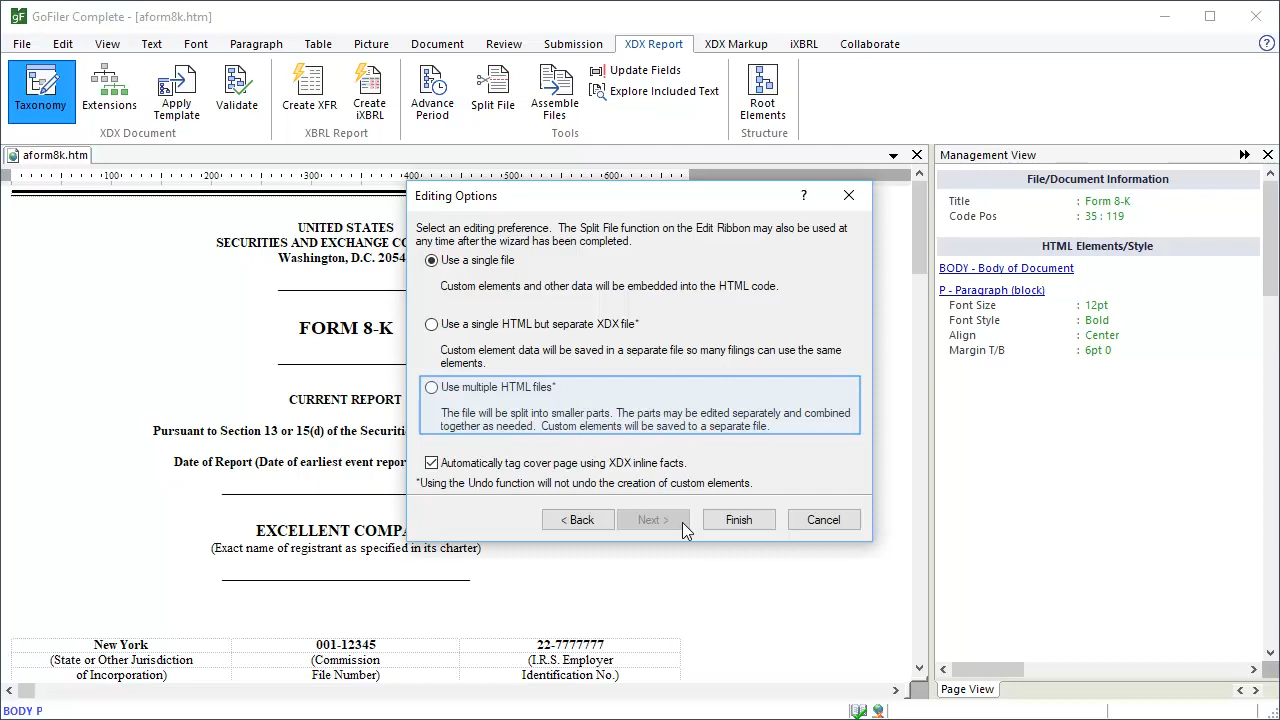 gF GoFiler Complete - [aform8k.htm]
File Edit View Text Font Paragraph Table Picture Document Review Submission XDX Report XDX Markup iXBRL Collaborate
Taxonomy Extensions Apply Template Validate Create XFR Create iXBRL Advance Period Split File Assemble Files Update Fields Explore Included Text Root Elements
XDX Document XBRL Report Tools Structure
aform8k.htm
100 200 300 400 500 600
UNITED STATES
SECURITIES AND EXCHANGE CO
Washington, D.C. 2054
FORM 8-K
CURRENT REPORT
Pursuant to Section 13 or 15(d) of the Securiti
Date of Report (Date of earliest event repor
EXCELLENT COMPA
(Exact name of registrant as specified in its charter)
New York 001-12345 22-7777777
(State or Other Jurisdiction (Commission (I.R.S. Employer
of Incorporation) File Number) Identification No.)
Editing Options ?
Select an editing preference. The Split File function on the Edit Ribbon may also be used at
any time after the wizard has been completed.
Use a single file
Custom elements and other data will be embedded into the HTML code.
Use a single HTML but separate XDX file*
Custom element data will be saved in a separate file so many filings can use the same
elements.
Use multiple HTML files*
The file will be split into smaller parts. The parts may be edited separately and combined
together as needed. Custom elements will be saved to a separate file.
Automatically tag cover page using XDX inline facts.
*Using the Undo function will not undo the creation of custom elements.
< Back Next > Finish Cancel
Management View
File/Document Information
Title : Form 8-K
Code Pos : 35 : 119
HTML Elements/Style
BODY - Body of Document
P - Paragraph (block)
Font Size : 12pt
Font Style : Bold
Align : Center
Margin T/B : 6pt 0
Page View
BODY P